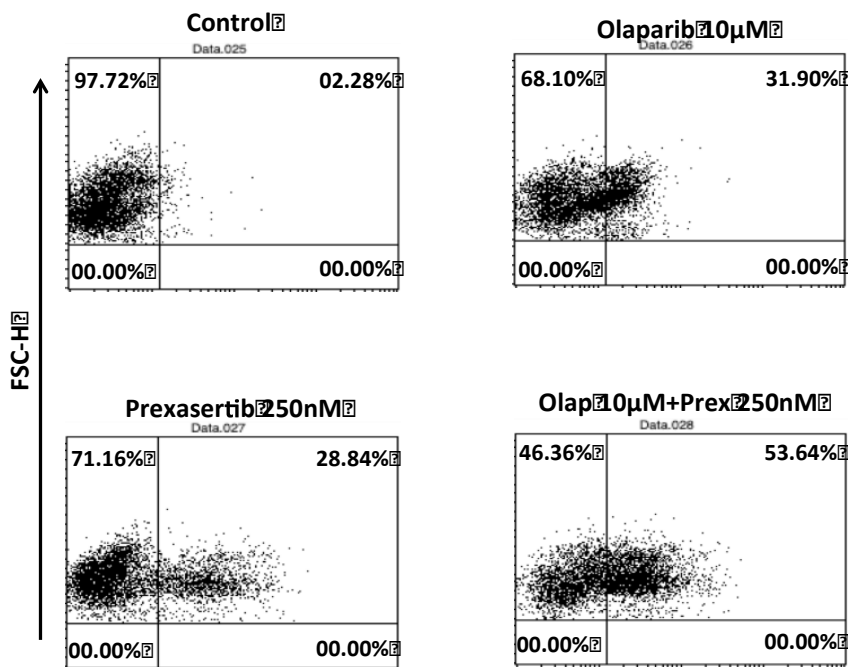 Control
Data.025
97.72% 02.28%
00.00% 00.00%
Olaparib 10μM
Data.026
68.10% 31.90%
00.00% 00.00%
FSC-H
Prexasertib 250nM
Data.027
71.16% 28.84%
00.00% 00.00%
Olap 10μM+Prex 250nM
Data.028
46.36% 53.64%
00.00% 00.00%